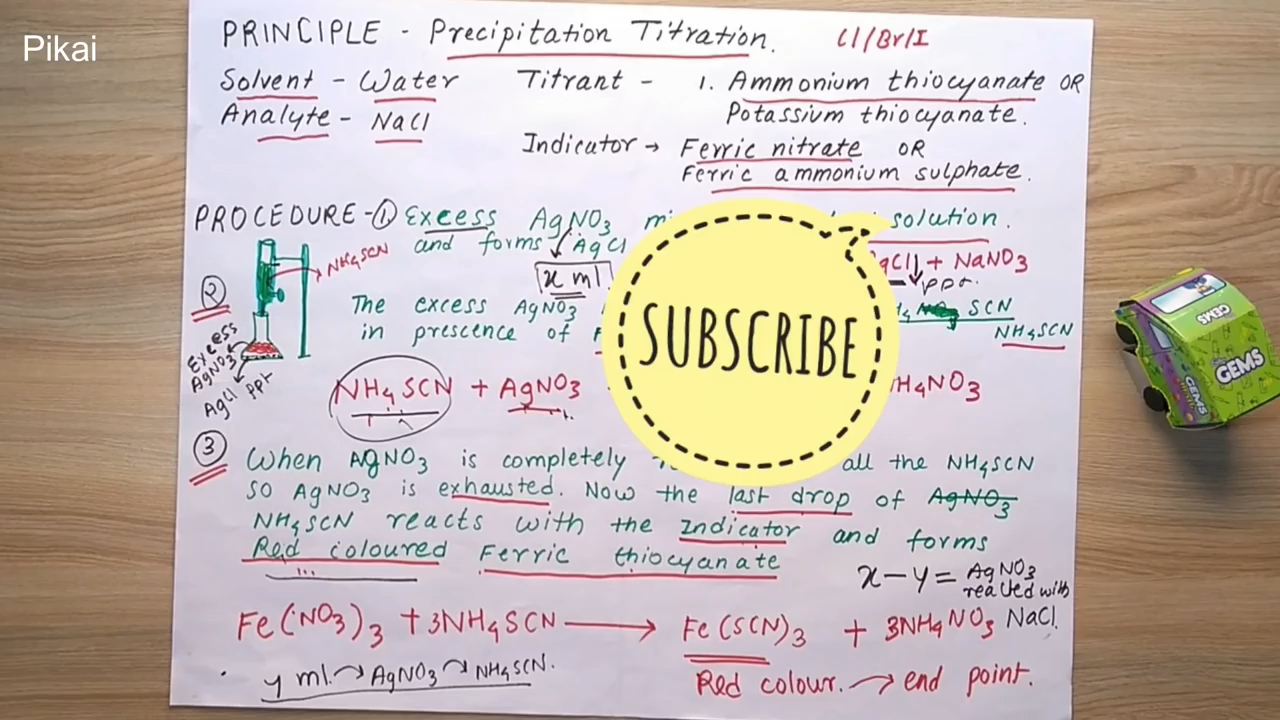 Pikai
PRINCIPLE - Precipitation Titration. Cl/Br/I
Solvent - Water Titrant - 1. Ammonium thiocyanate OR
Analyte - NaCl Potassium thiocyanate.
Indicator → Ferric nitrate OR
Ferric ammonium sulphate.
PROCEDURE - ① Excess AgNO3 solution.
and forms AgCl
AgCl↓ + NaNO3
ppt.
x ml
NH4SCN
② The excess AgNO3 SCN
in prescence of NH4SCN
Excess
AgNO3
AgCl ppt
NH4SCN + AgNO3 NH4NO3
③ When AgNO3 is completely all the NH4SCN
SO AgNO3 is exhausted. Now the last drop of AgNO3
NH4SCN reacts with the indicator and forms
Red coloured Ferric thiocyanate
x - y = AgNO3
reacted with
NaCl.
Fe(NO3)3 + 3NH4SCN → Fe(SCN)3 + 3NH4NO3
y ml. → AgNO3 → NH4SCN.
Red colour. → end point.
SUBSCRIBE
GEMS
GEMS
GEMS